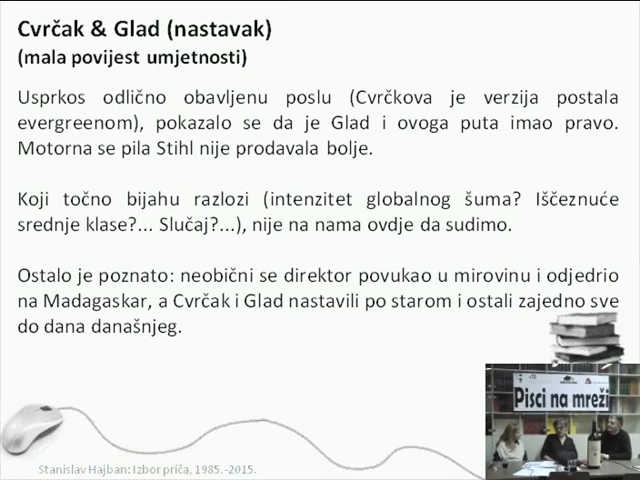 Cvrčak & Glad (nastavak)
(mala povijest umjetnosti)
Usprkos odlično obavljenu poslu (Cvrčkova je verzija postala
evergreenom), pokazalo se da je Glad i ovoga puta imao pravo.
Motorna se pila Stihl nije prodavala bolje.
Koji točno bijahu razlozi (intenzitet globalnog šuma? Iščeznuće
srednje klase?... Slučaj?...), nije na nama ovdje da sudimo.
Ostalo je poznato: neobični se direktor povukao u mirovinu i odjedrio
na Madagaskar, a Cvrčak i Glad nastavili po starom i ostali zajedno sve
do dana današnjeg.
Pisci na mreži
Stanislav Hajban: Izbor priča, 1985.-2015.